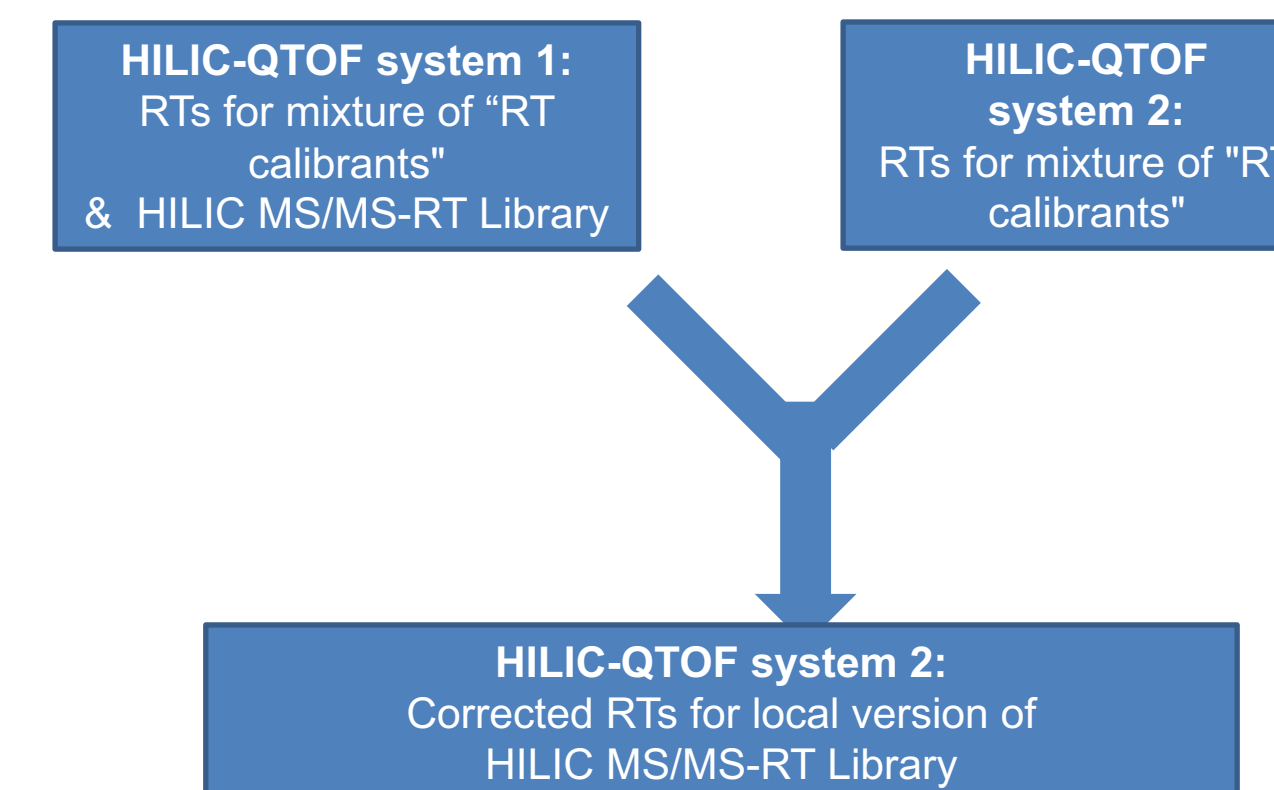 HILIC-QTOF system 1:
RTs for mixture of “RT
calibrants"
& HILIC MS/MS-RT Library
HILIC-QTOF
system 2:
RTs for mixture of "RT
calibrants"
HILIC-QTOF system 2:
Corrected RTs for local version of
HILIC MS/MS-RT Library